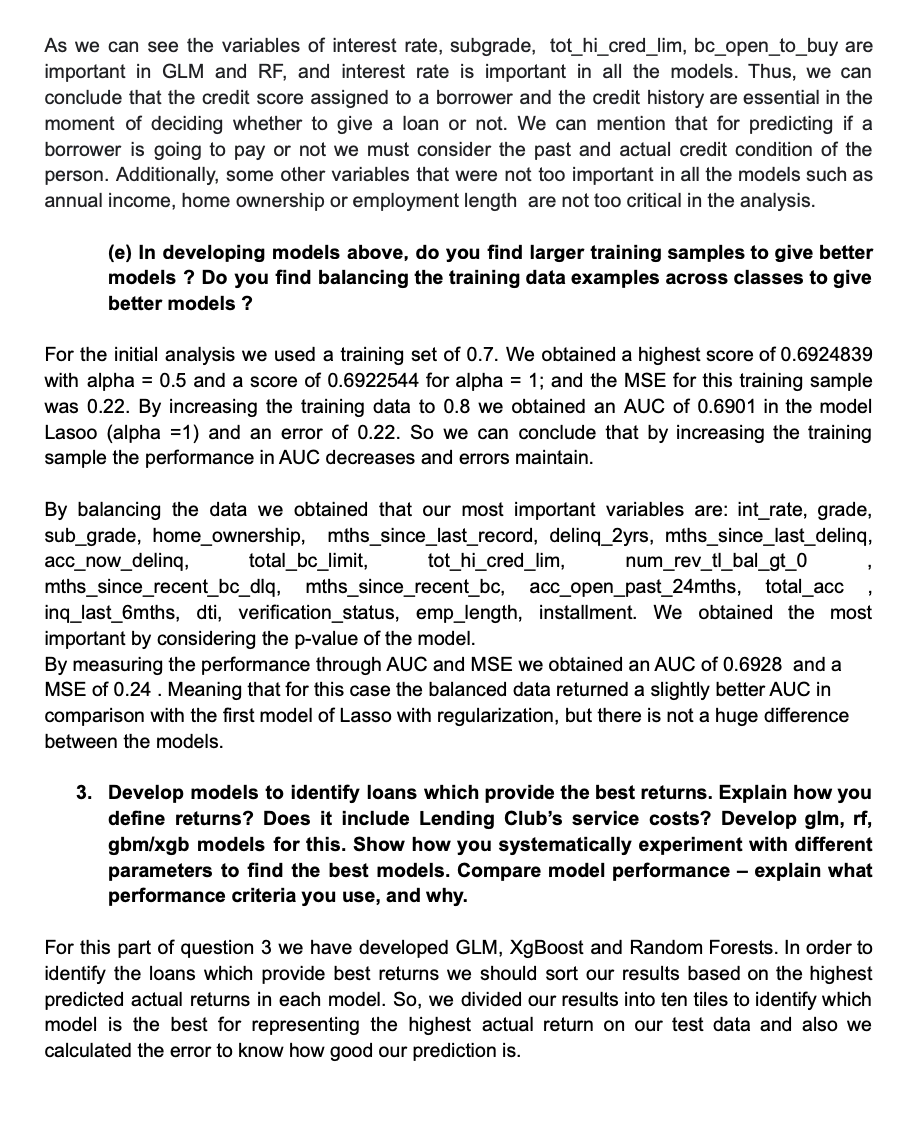 As we can see the variables of interest rate, subgrade, tot_hi_cred_lim, bc_open_to_buy are
important in GLM and RF, and interest rate is important in all the models. Thus, we can
conclude that the credit score assigned to a borrower and the credit history are essential in the
moment of deciding whether to give a loan or not. We can mention that for predicting if a
borrower is going to pay or not we must consider the past and actual credit condition of the
person. Additionally, some other variables that were not too important in all the models such as
annual income, home ownership or employment length are not too critical in the analysis.
(e) In developing models above, do you find larger training samples to give better
models ? Do you find balancing the training data examples across classes to give
better models ?
For the initial analysis we used a training set of 0.7. We obtained a highest score of 0.6924839
with alpha = 0.5 and a score of 0.6922544 for alpha = 1; and the MSE for this training sample
was 0.22. By increasing the training data to 0.8 we obtained an AUC of 0.6901 in the model
Lasoo (alpha =1) and an error of 0.22. So we can conclude that by increasing the training
sample the performance in AUC decreases and errors maintain.
By balancing the data we obtained that our most important variables are: int_rate, grade,
sub_grade, home_ownership, mths_since_last_record, delinq_2yrs, mths_since_last_delinq,
acc_now_delinq, total_bc_limit, tot_hi_cred_lim, num_rev_tl_bal_gt_0 ,
mths_since_recent_bc_dlq, mths_since_recent_bc, acc_open_past_24mths, total_acc ,
inq_last_6mths, dti, verification_status, emp_length, installment. We obtained the most
important by considering the p-value of the model.
By measuring the performance through AUC and MSE we obtained an AUC of 0.6928 and a
MSE of 0.24 . Meaning that for this case the balanced data returned a slightly better AUC in
comparison with the first model of Lasso with regularization, but there is not a huge difference
between the models.
3. Develop models to identify loans which provide the best returns. Explain how you
define returns? Does it include Lending Club's service costs? Develop glm, rf,
gbm/xgb models for this. Show how you systematically experiment with different
parameters to find the best models. Compare model performance – explain what
performance criteria you use, and why.
For this part of question 3 we have developed GLM, XgBoost and Random Forests. In order to
identify the loans which provide best returns we should sort our results based on the highest
predicted actual returns in each model. So, we divided our results into ten tiles to identify which
model is the best for representing the highest actual return on our test data and also we
calculated the error to know how good our prediction is.